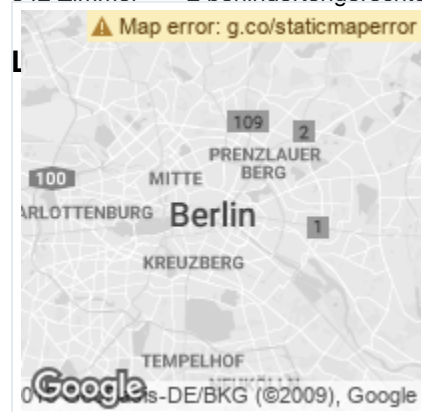 ⚠ Map error: g.co/staticmaperror
L
109
2
PRENZLAUER
BERG
100
MITTE
ARLOTTENBURG
Berlin
1
KREUZBERG
TEMPELHOF
Google
-DE/BKG (©2009), Google